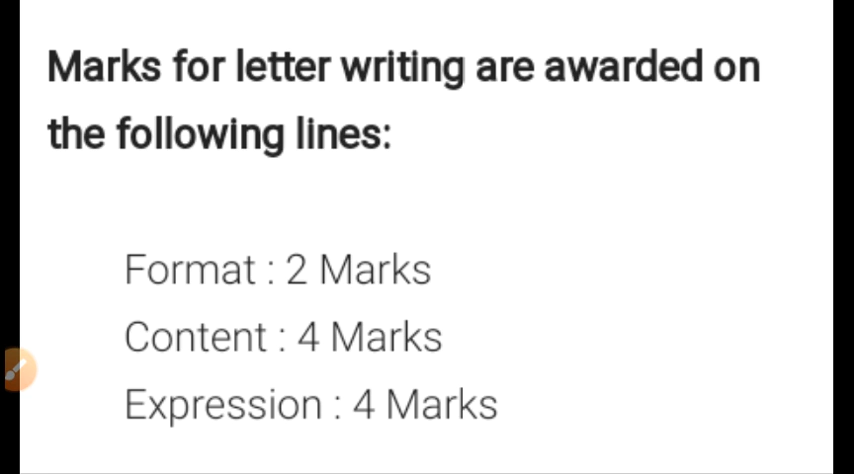 Marks for letter writing are awarded on
the following lines:
Format : 2 Marks
Content : 4 Marks
Expression : 4 Marks